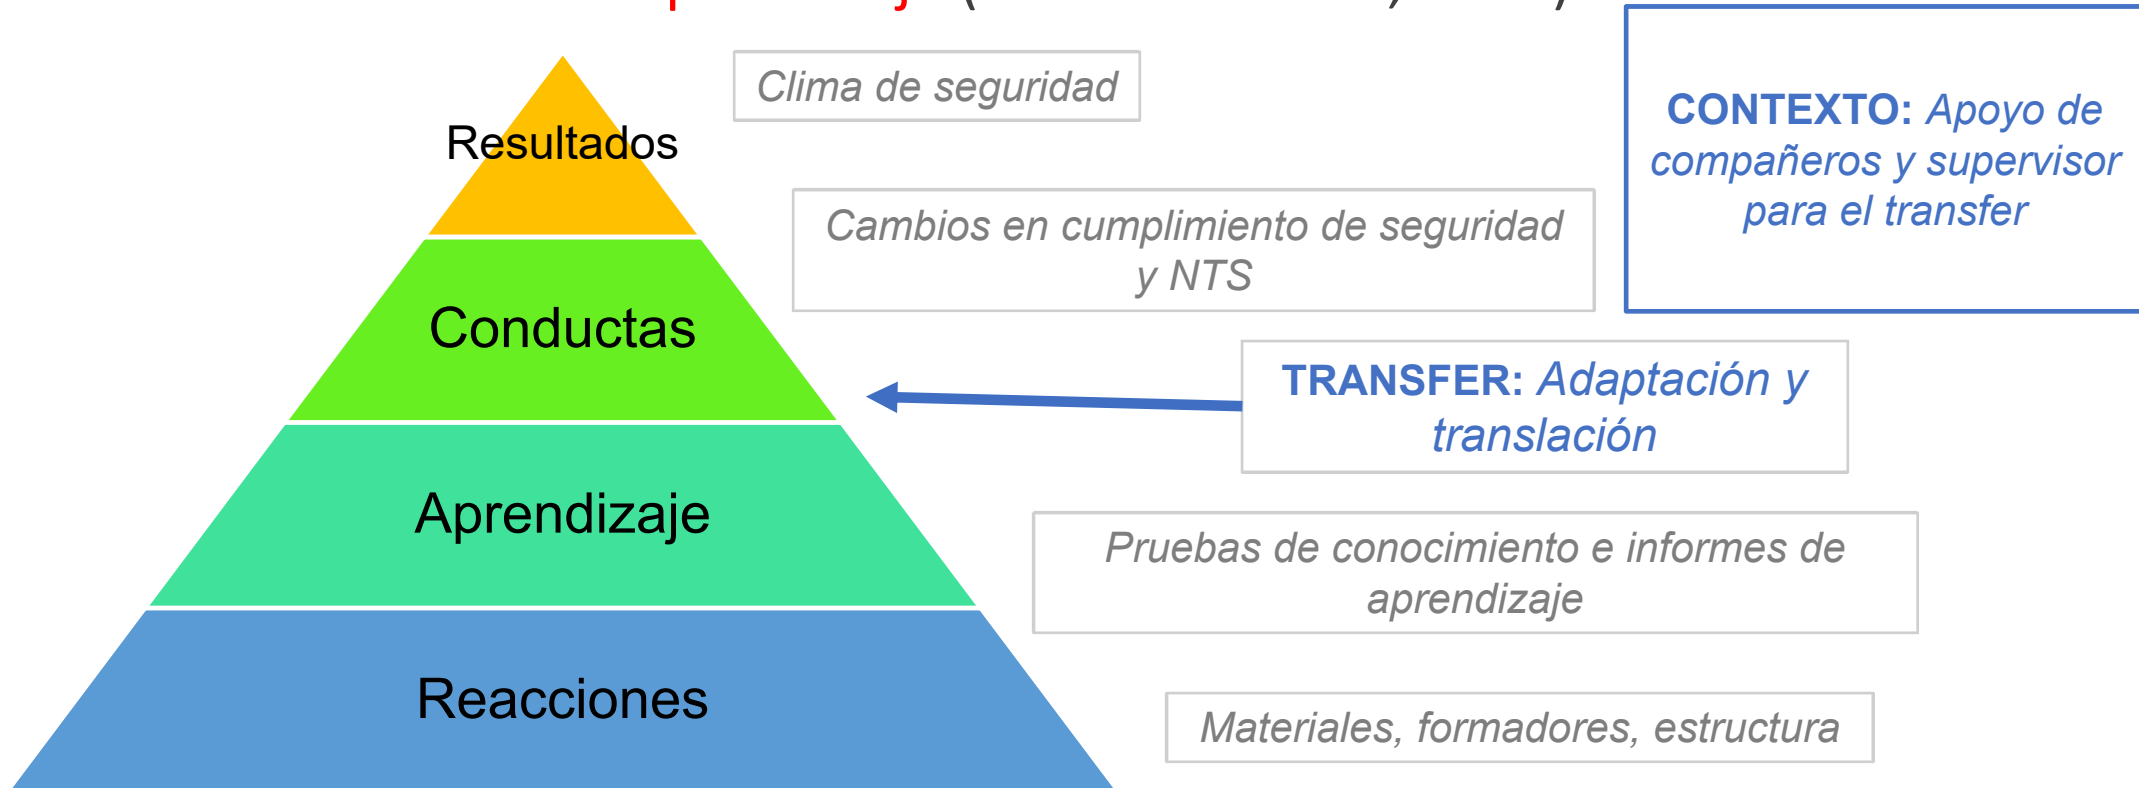 Clima de seguridad
Resultados
CONTEXTO: Apoyo de
compañeros y supervisor
para el transfer
Cambios en cumplimiento de seguridad
y NTS
Conductas
TRANSFER: Adaptación y
translación
Aprendizaje
Pruebas de conocimiento e informes de
aprendizaje
Reacciones
Materiales, formadores, estructura